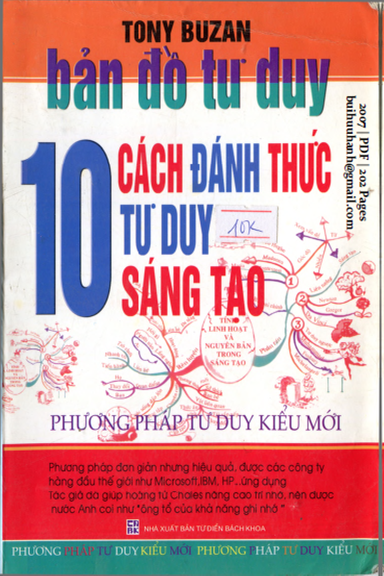 TONY BUZAN
bản đồ tư duy
2007 | PDF | 202 Pages
buihuuhanh@gmail.com
10 CÁCH ĐÁNH THỨC
TƯ DUY
10K
SÁNG TẠO
1
2
3
TÍNH
LINH HOẠT
VÀ
NGUYÊN BẢN
TRONG
SÁNG TẠO
PHƯƠNG PHÁP TƯ DUY KIỂU MỚI
Phương pháp đơn giản nhưng hiệu quả, được các công ty
hàng đầu thế giới như Microsoft,IBM, HP...ứng dụng
Tác giả đã giúp hoàng tử Chales nâng cao trí nhớ, nên được
nước Anh coi như "ông tổ của khả năng ghi nhớ "
NHÀ XUẤT BẢN TỪ ĐIỂN BÁCH KHOA
PHƯƠNG PHÁP TƯ DUY KIỂU MỚI PHƯƠNG PHÁP TƯ DUY KIỂU MỚI